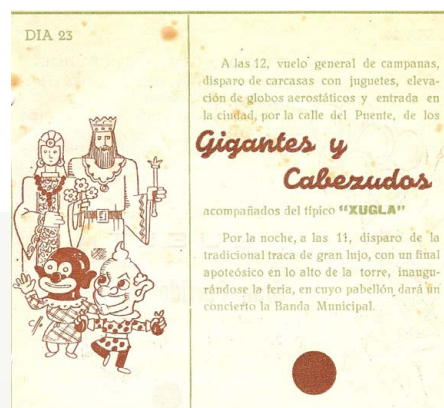 DIA 23
A las 12, vuelo general de campanas,
disparo de carcasas con juguetes, eleva-
ción de globos aerostáticos y entrada en
la ciudad, por la calle del Puente, de los
Gigantes y
Cabezudos
acompañados del típico "XUGLA"
Por la noche, a las 11, disparo de la
tradicional traca de gran lujo, con un final
apoteósico en lo alto de la torre, inaugu-
rándose la feria, en cuyo pabellón dará un
concierto la Banda Municipal.